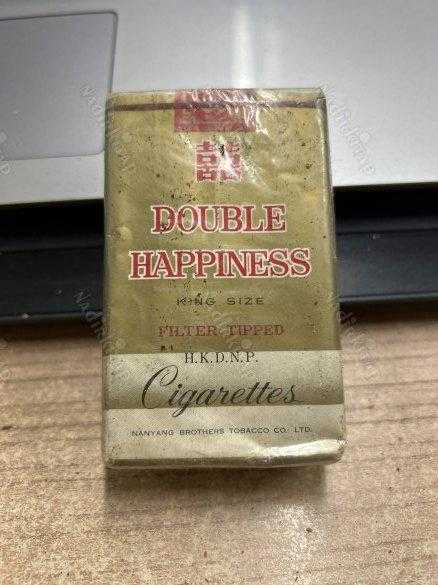 囍
DOUBLE
HAPPINESS
KING SIZE
FILTER-TIPPED
H.K.D.N.P.
Cigarettes
NANYANG BROTHERS TOBACCO CO. LTD.